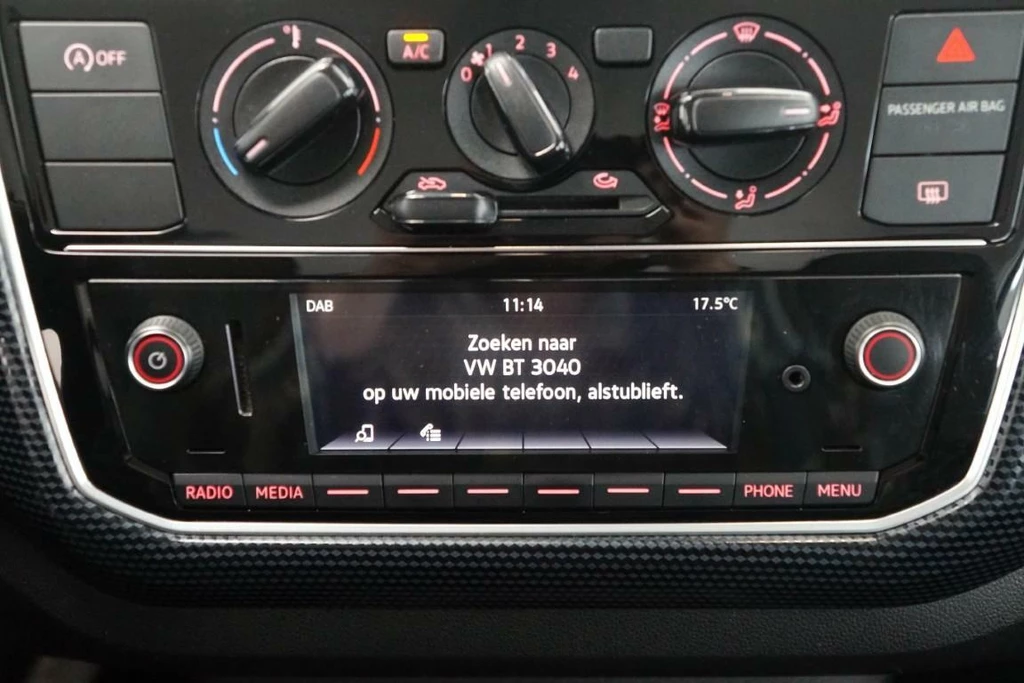 A OFF
A/C
0 1 2 3 4
PASSENGER AIR BAG
DAB 11:14 17.5°C
Zoeken naar
VW BT 3040
op uw mobiele telefoon, alstublieft.
RADIO MEDIA PHONE MENU